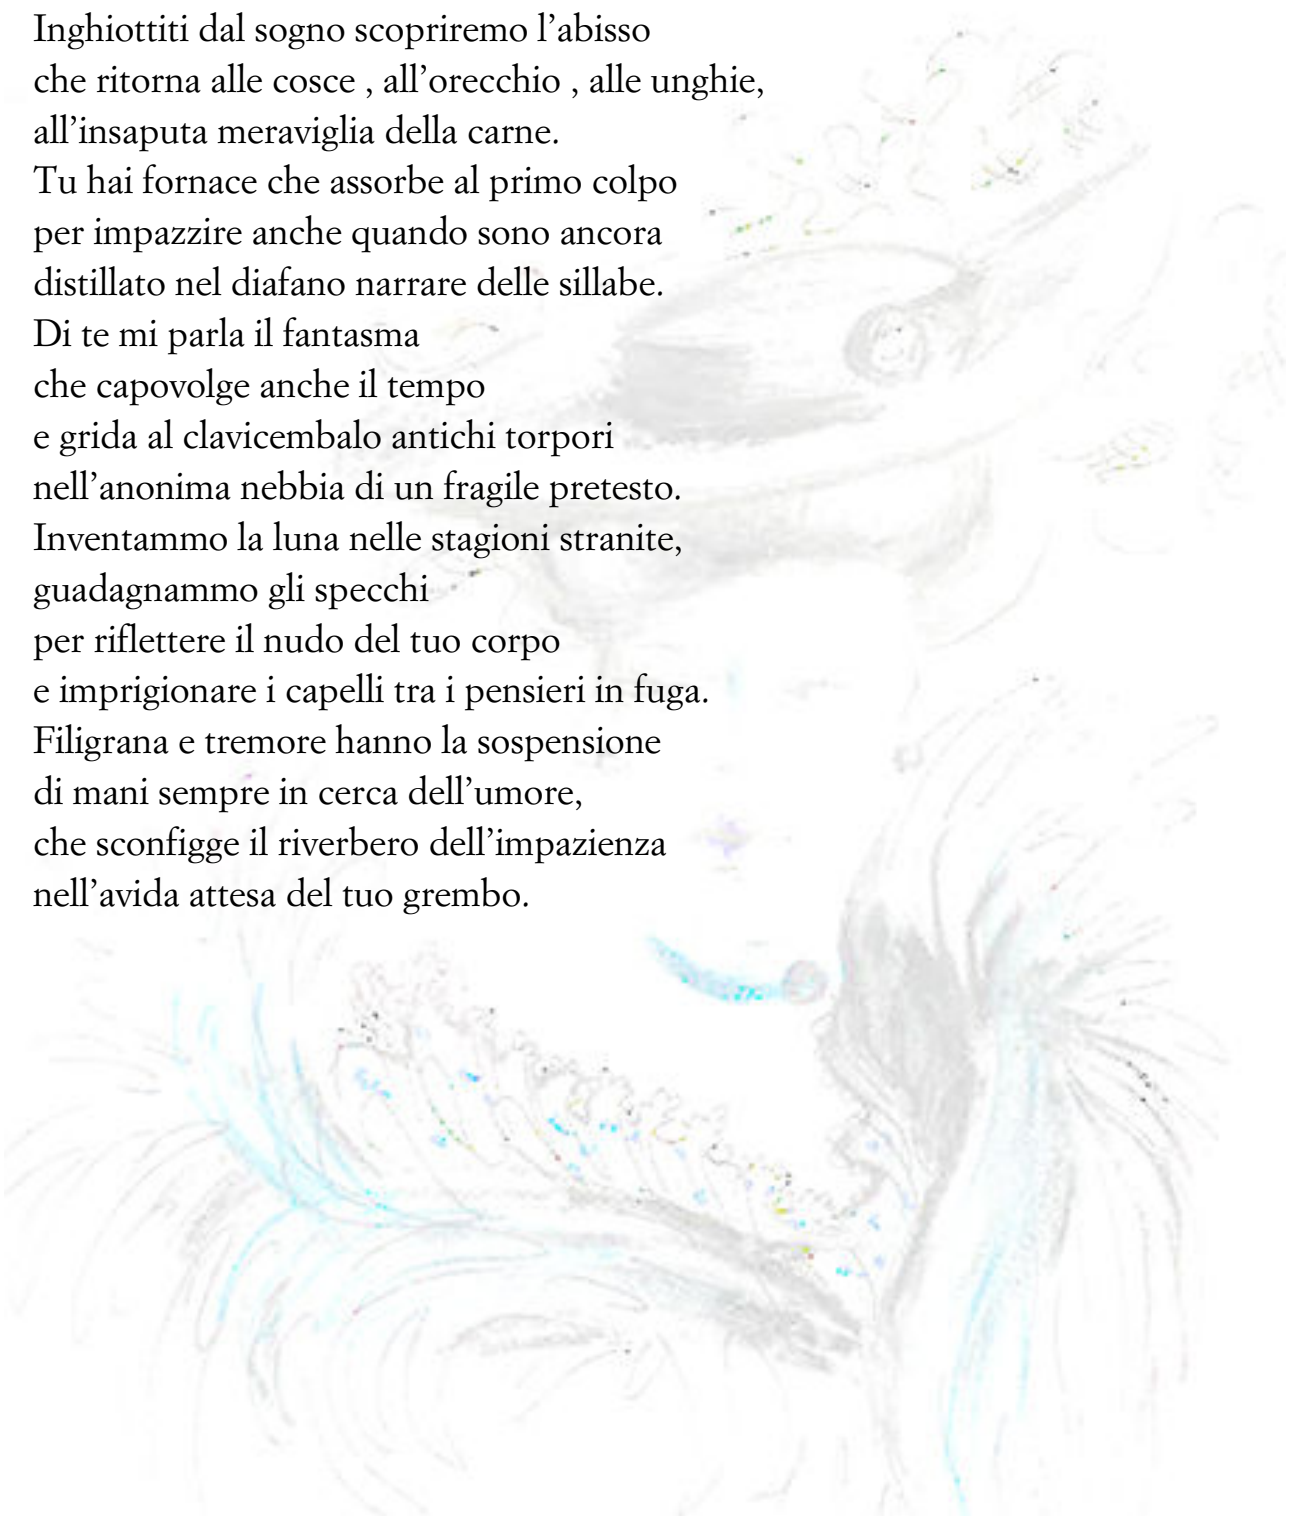 Inghiottiti dal sogno scopriremo l’abisso
che ritorna alle cosce , all’orecchio , alle unghie,
all’insaputa meraviglia della carne.
Tu hai fornace che assorbe al primo colpo
per impazzire anche quando sono ancora
distillato nel diafano narrare delle sillabe.
Di te mi parla il fantasma
che capovolge anche il tempo
e grida al clavicembalo antichi torpori
nell’anonima nebbia di un fragile pretesto.
Inventammo la luna nelle stagioni stranite,
guadagnammo gli specchi
per riflettere il nudo del tuo corpo
e imprigionare i capelli tra i pensieri in fuga.
Filigrana e tremore hanno la sospensione
di mani sempre in cerca dell’umore,
che sconfigge il riverbero dell’impazienza
nell’avida attesa del tuo grembo.